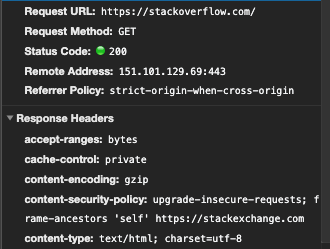 Request URL: https://stackoverflow.com/
Request Method: GET
Status Code: 200
Remote Address: 151.101.129.69:443
Referrer Policy: strict-origin-when-cross-origin
Response Headers
accept-ranges: bytes
cache-control: private
content-encoding: gzip
content-security-policy: upgrade-insecure-requests; f
rame-ancestors 'self' https://stackexchange.com
content-type: text/html; charset=utf-8